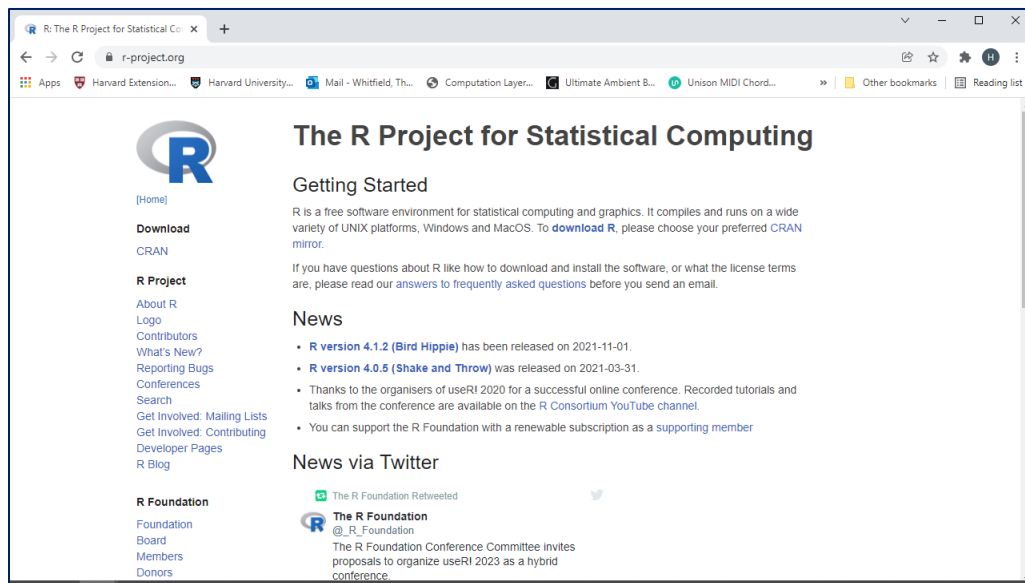 R: The R Project for Statistical Co
r-project.org
H
Apps
Harvard Extension...
Harvard University...
Mail - Whitfield, Th...
Computation Layer...
Ultimate Ambient B...
Unison MIDI Chord...
»
Other bookmarks
Reading list
R
[Home]
Download
CRAN
R Project
About R
Logo
Contributors
What's New?
Reporting Bugs
Conferences
Search
Get Involved: Mailing Lists
Get Involved: Contributing
Developer Pages
R Blog
R Foundation
Foundation
Board
Members
Donors
The R Project for Statistical Computing
Getting Started
R is a free software environment for statistical computing and graphics. It compiles and runs on a wide
variety of UNIX platforms, Windows and MacOS. To download R, please choose your preferred CRAN
mirror.
If you have questions about R like how to download and install the software, or what the license terms
are, please read our answers to frequently asked questions before you send an email.
News
• R version 4.1.2 (Bird Hippie) has been released on 2021-11-01.
• R version 4.0.5 (Shake and Throw) was released on 2021-03-31.
• Thanks to the organisers of useR! 2020 for a successful online conference. Recorded tutorials and
talks from the conference are available on the R Consortium YouTube channel.
• You can support the R Foundation with a renewable subscription as a supporting member
News via Twitter
The R Foundation Retweeted
R
The R Foundation
@_R_Foundation
The R Foundation Conference Committee invites
proposals to organize useR! 2023 as a hybrid
conference.